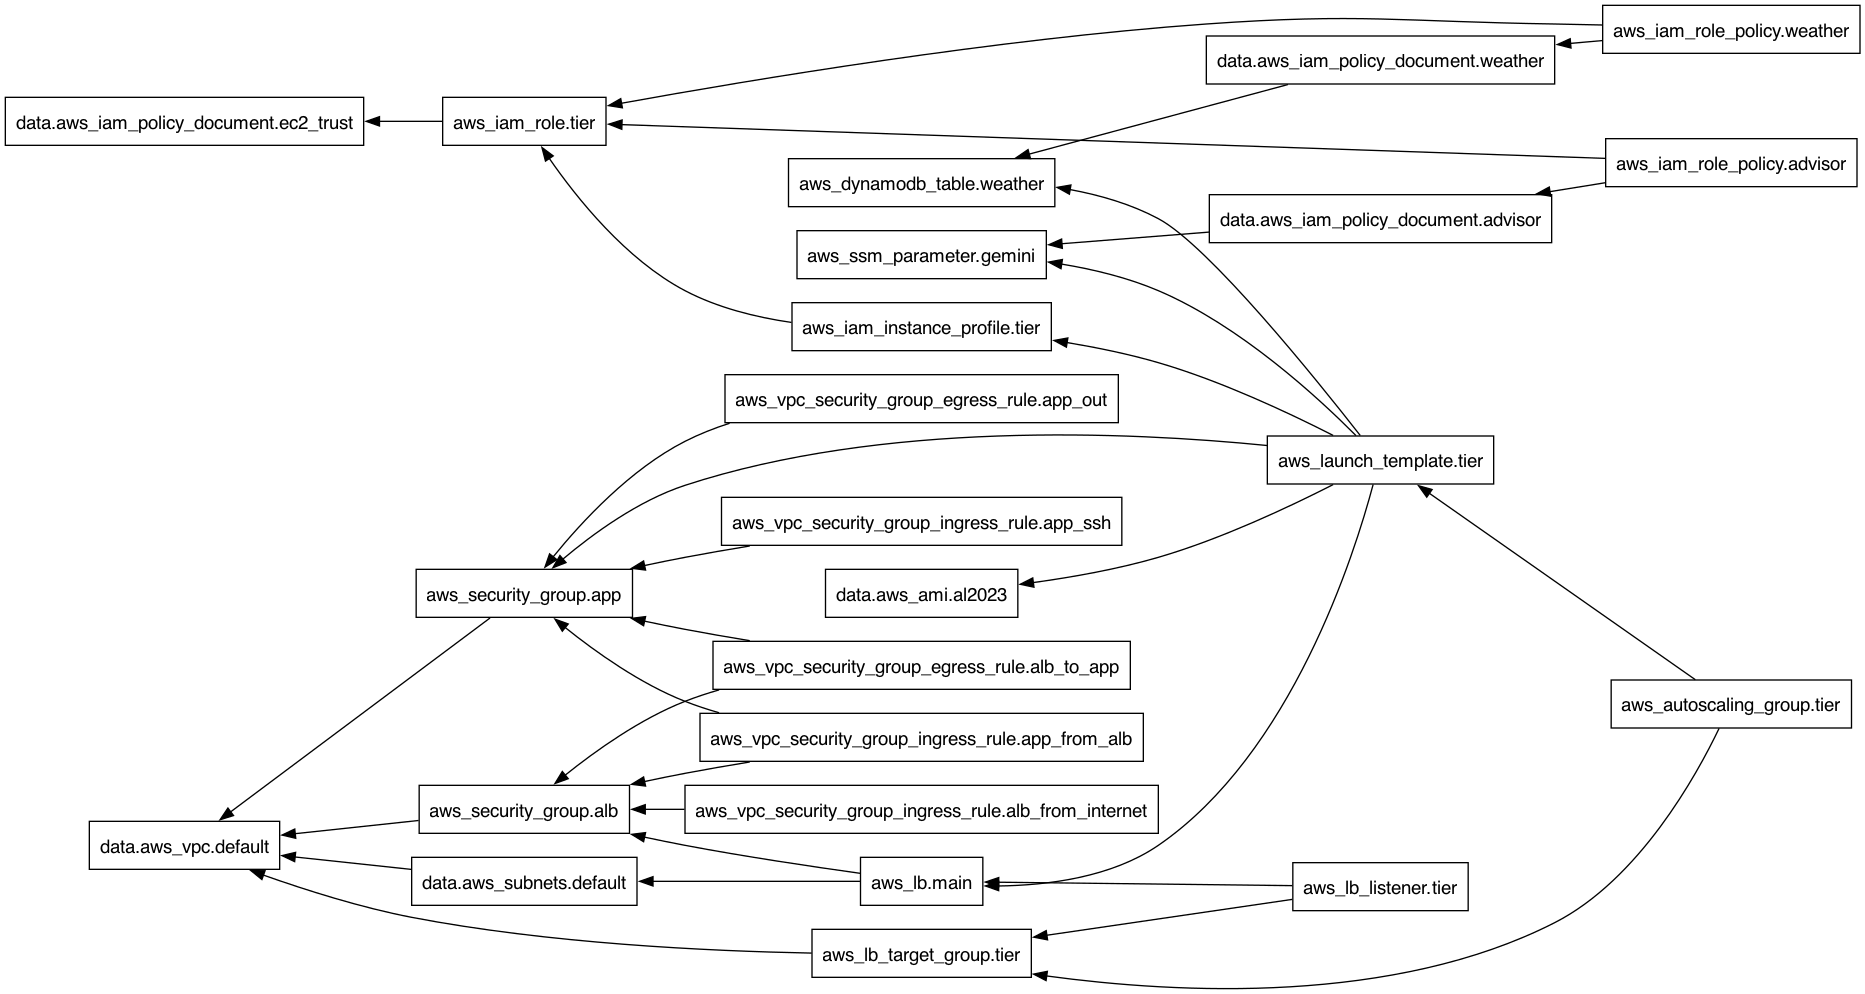 aws_iam_role_policy.weather
data.aws_iam_policy_document.weather
data.aws_iam_policy_document.ec2_trust
aws_iam_role.tier
aws_iam_role_policy.advisor
aws_dynamodb_table.weather
data.aws_iam_policy_document.advisor
aws_ssm_parameter.gemini
aws_iam_instance_profile.tier
aws_vpc_security_group_egress_rule.app_out
aws_launch_template.tier
aws_vpc_security_group_ingress_rule.app_ssh
aws_security_group.app
data.aws_ami.al2023
aws_vpc_security_group_egress_rule.alb_to_app
aws_autoscaling_group.tier
aws_vpc_security_group_ingress_rule.app_from_alb
aws_security_group.alb
aws_vpc_security_group_ingress_rule.alb_from_internet
data.aws_vpc.default
data.aws_subnets.default
aws_lb.main
aws_lb_listener.tier
aws_lb_target_group.tier